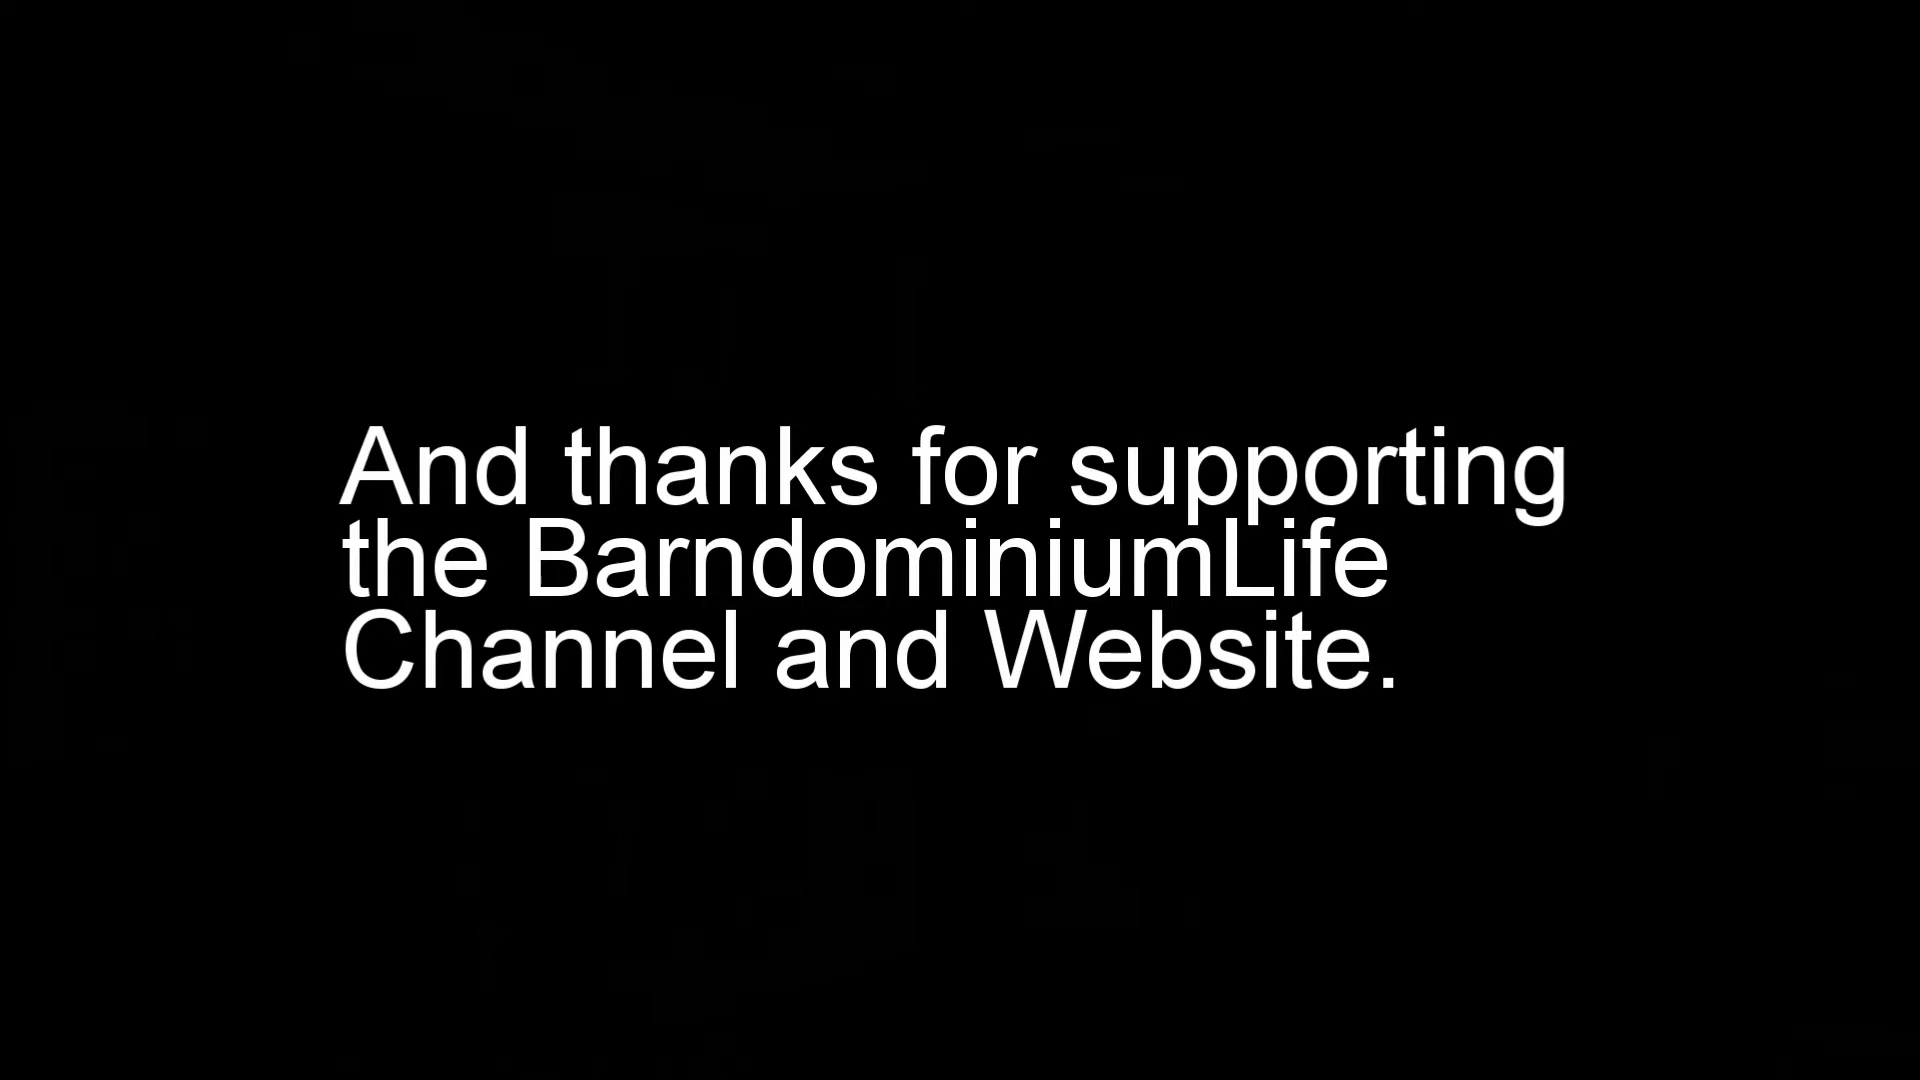 And thanks for supporting
the BarndominiumLife
Channel and Website.